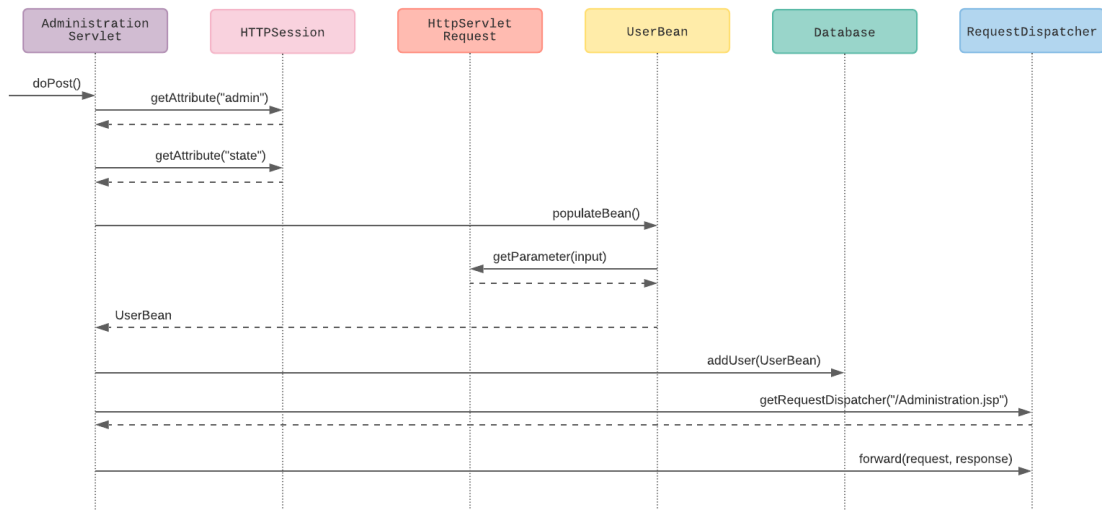 Administration
Servlet
HTTPSession
HttpServlet
Request
UserBean
Database
RequestDispatcher
doPost()
getAttribute("admin")
getAttribute("state")
populateBean()
getParameter(input)
UserBean
addUser(UserBean)
getRequestDispatcher("/Administration.jsp")
forward(request, response)